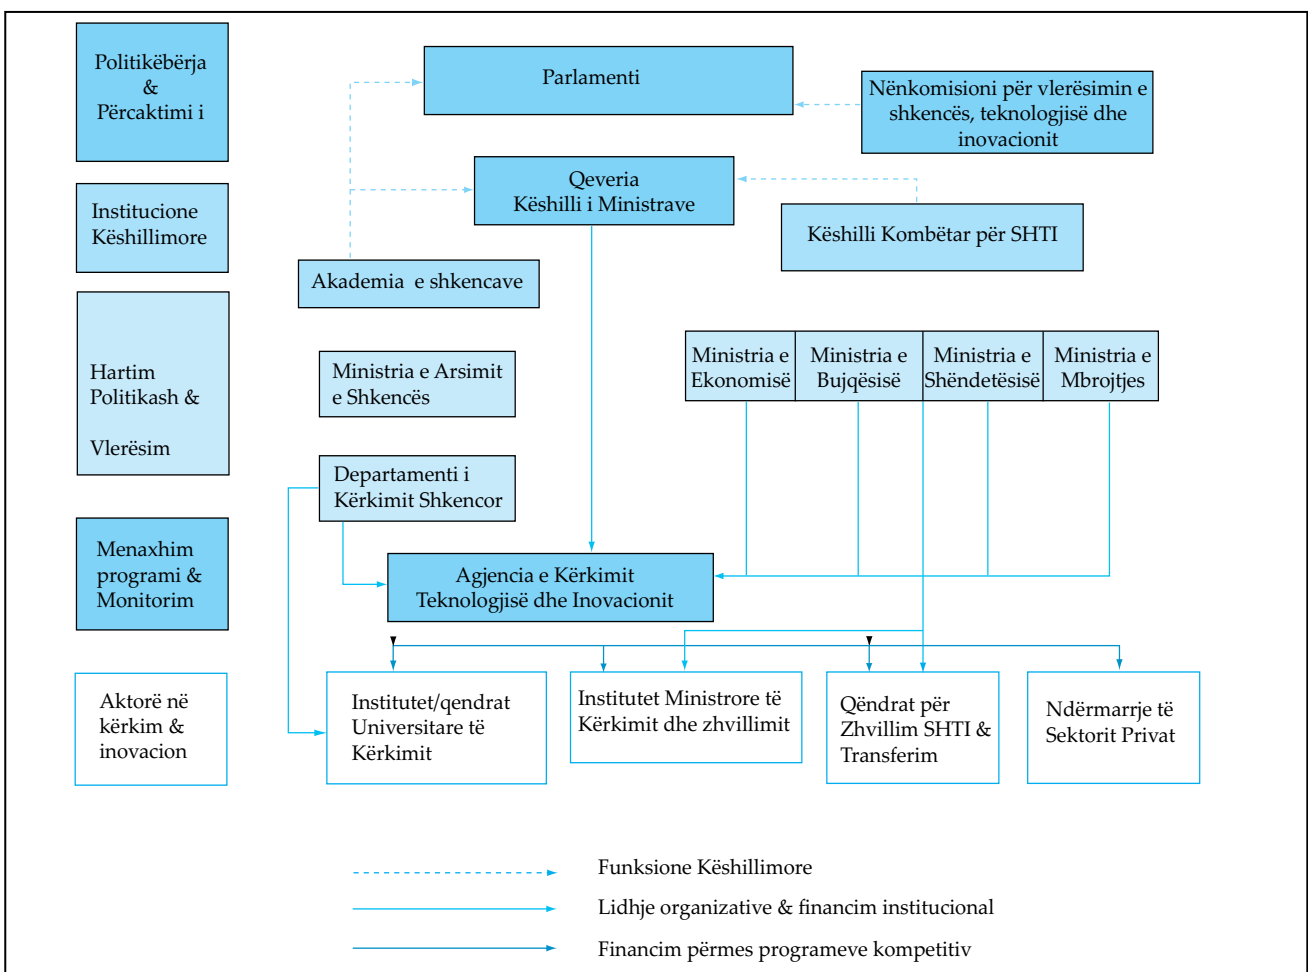 Politikëbërja
&
Përcaktimi i
Parlamenti
Nënkomisioni për vlerësimin e
shkencës, teknologjisë dhe
inovacionit
Qeveria
Këshilli i Ministrave
Institucione
Këshillimore
Këshilli Kombëtar për SHTI
Akademia e shkencave
Hartim
Politikash &
Vlerësim
Ministria e Arsimit
e Shkencës
Ministria e
Ekonomisë
Ministria e
Bujqësisë
Ministria e
Shëndetësisë
Ministria e
Mbrojtjes
Departamenti i
Kërkimit Shkencor
Menaxhim
programi &
Monitorim
Agjencia e Kërkimit
Teknologjisë dhe Inovacionit
Aktorë në
kërkim &
inovacion
Institutet/qendrat
Universitare të
Kërkimit
Institutet Ministrore të
Kërkimit dhe zhvillimit
Qëndrat për
Zhvillim SHTI &
Transferim
Ndërmarrje të
Sektorit Privat
Funksione Këshillimore
Lidhje organizative & financim institucional
Financim përmes programeve kompetitiv